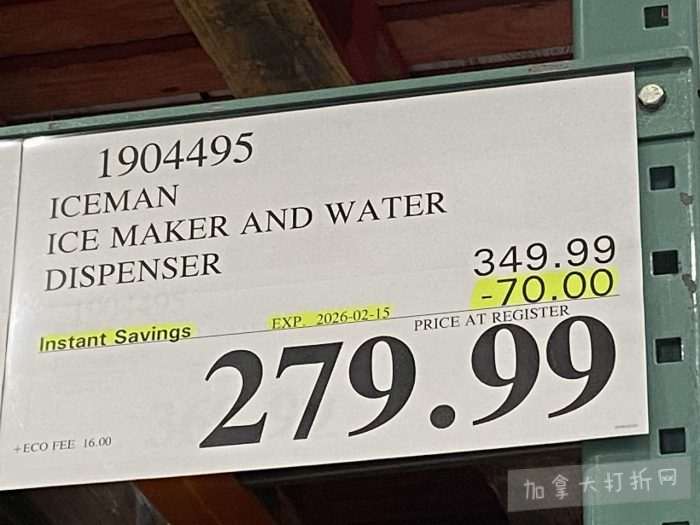 1904495
ICEMAN
ICE MAKER AND WATER
DISPENSER
349.99
-70.00
Instant Savings
EXP. 2026-02-15
PRICE AT REGISTER
279.99
+ECO FEE 16.00
加拿大打折网